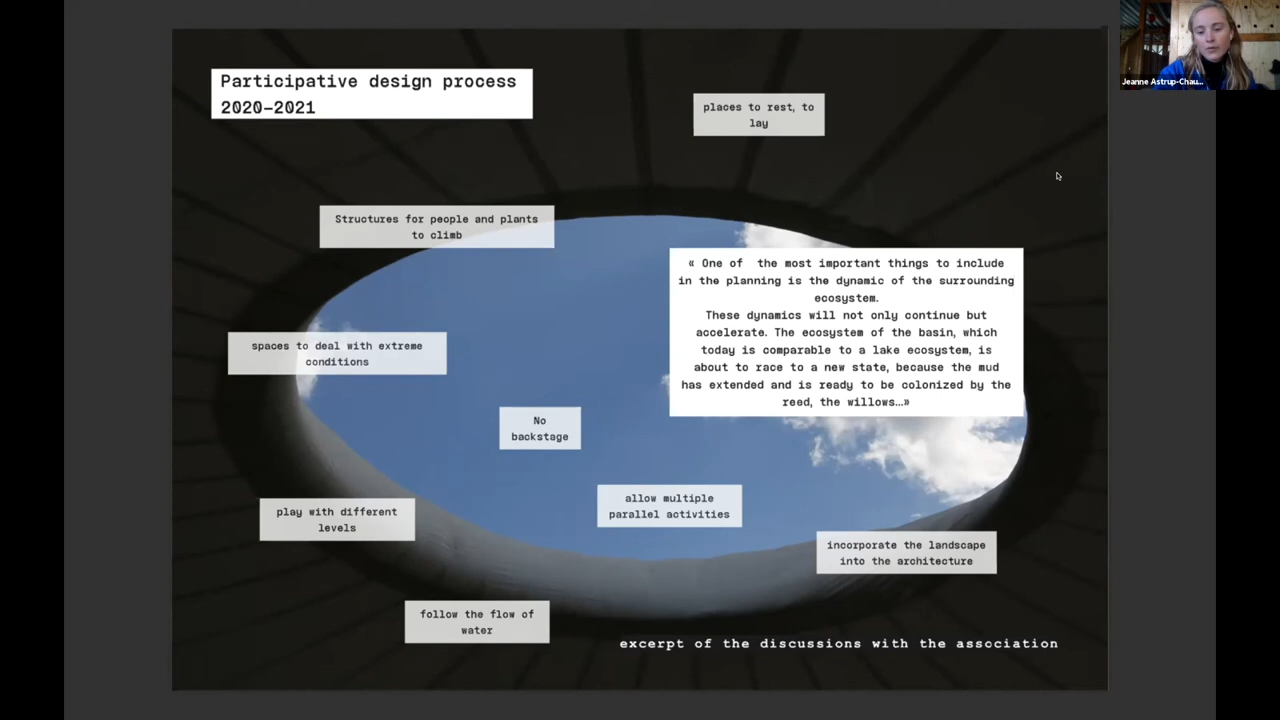 Participative design process
2020-2021
places to rest, to
lay
Structures for people and plants
to climb
« One of the most important things to include
in the planning is the dynamic of the surrounding
ecosystem.
These dynamics will not only continue but
accelerate. The ecosystem of the basin, which
today is comparable to a lake ecosystem, is
about to race to a new state, because the mud
has extended and is ready to be colonized by the
reed, the willows...»
spaces to deal with extreme
conditions
No
backstage
allow multiple
parallel activities
play with different
levels
incorporate the landscape
into the architecture
follow the flow of
water
excerpt of the discussions with the association
Jeanne Astrup-Chau...